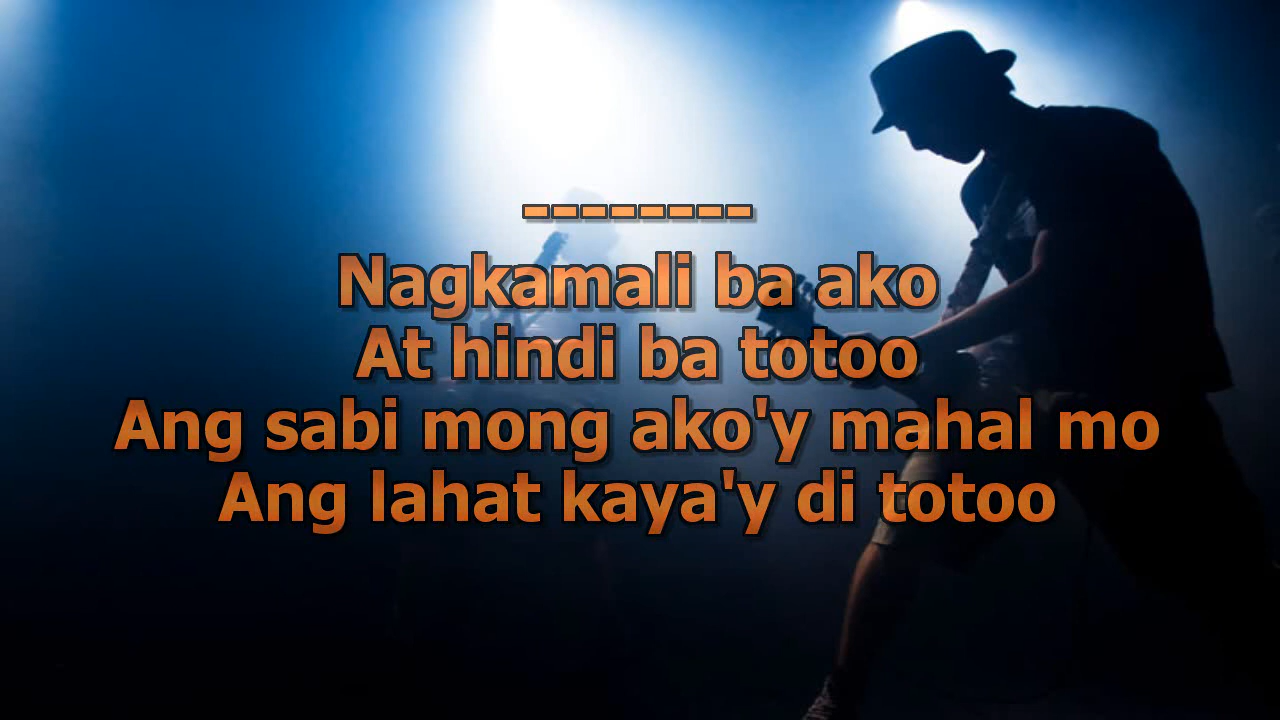 --------
Nagkamali ba ako
At hindi ba totoo
Ang sabi mong ako'y mahal mo
Ang lahat kaya'y di totoo